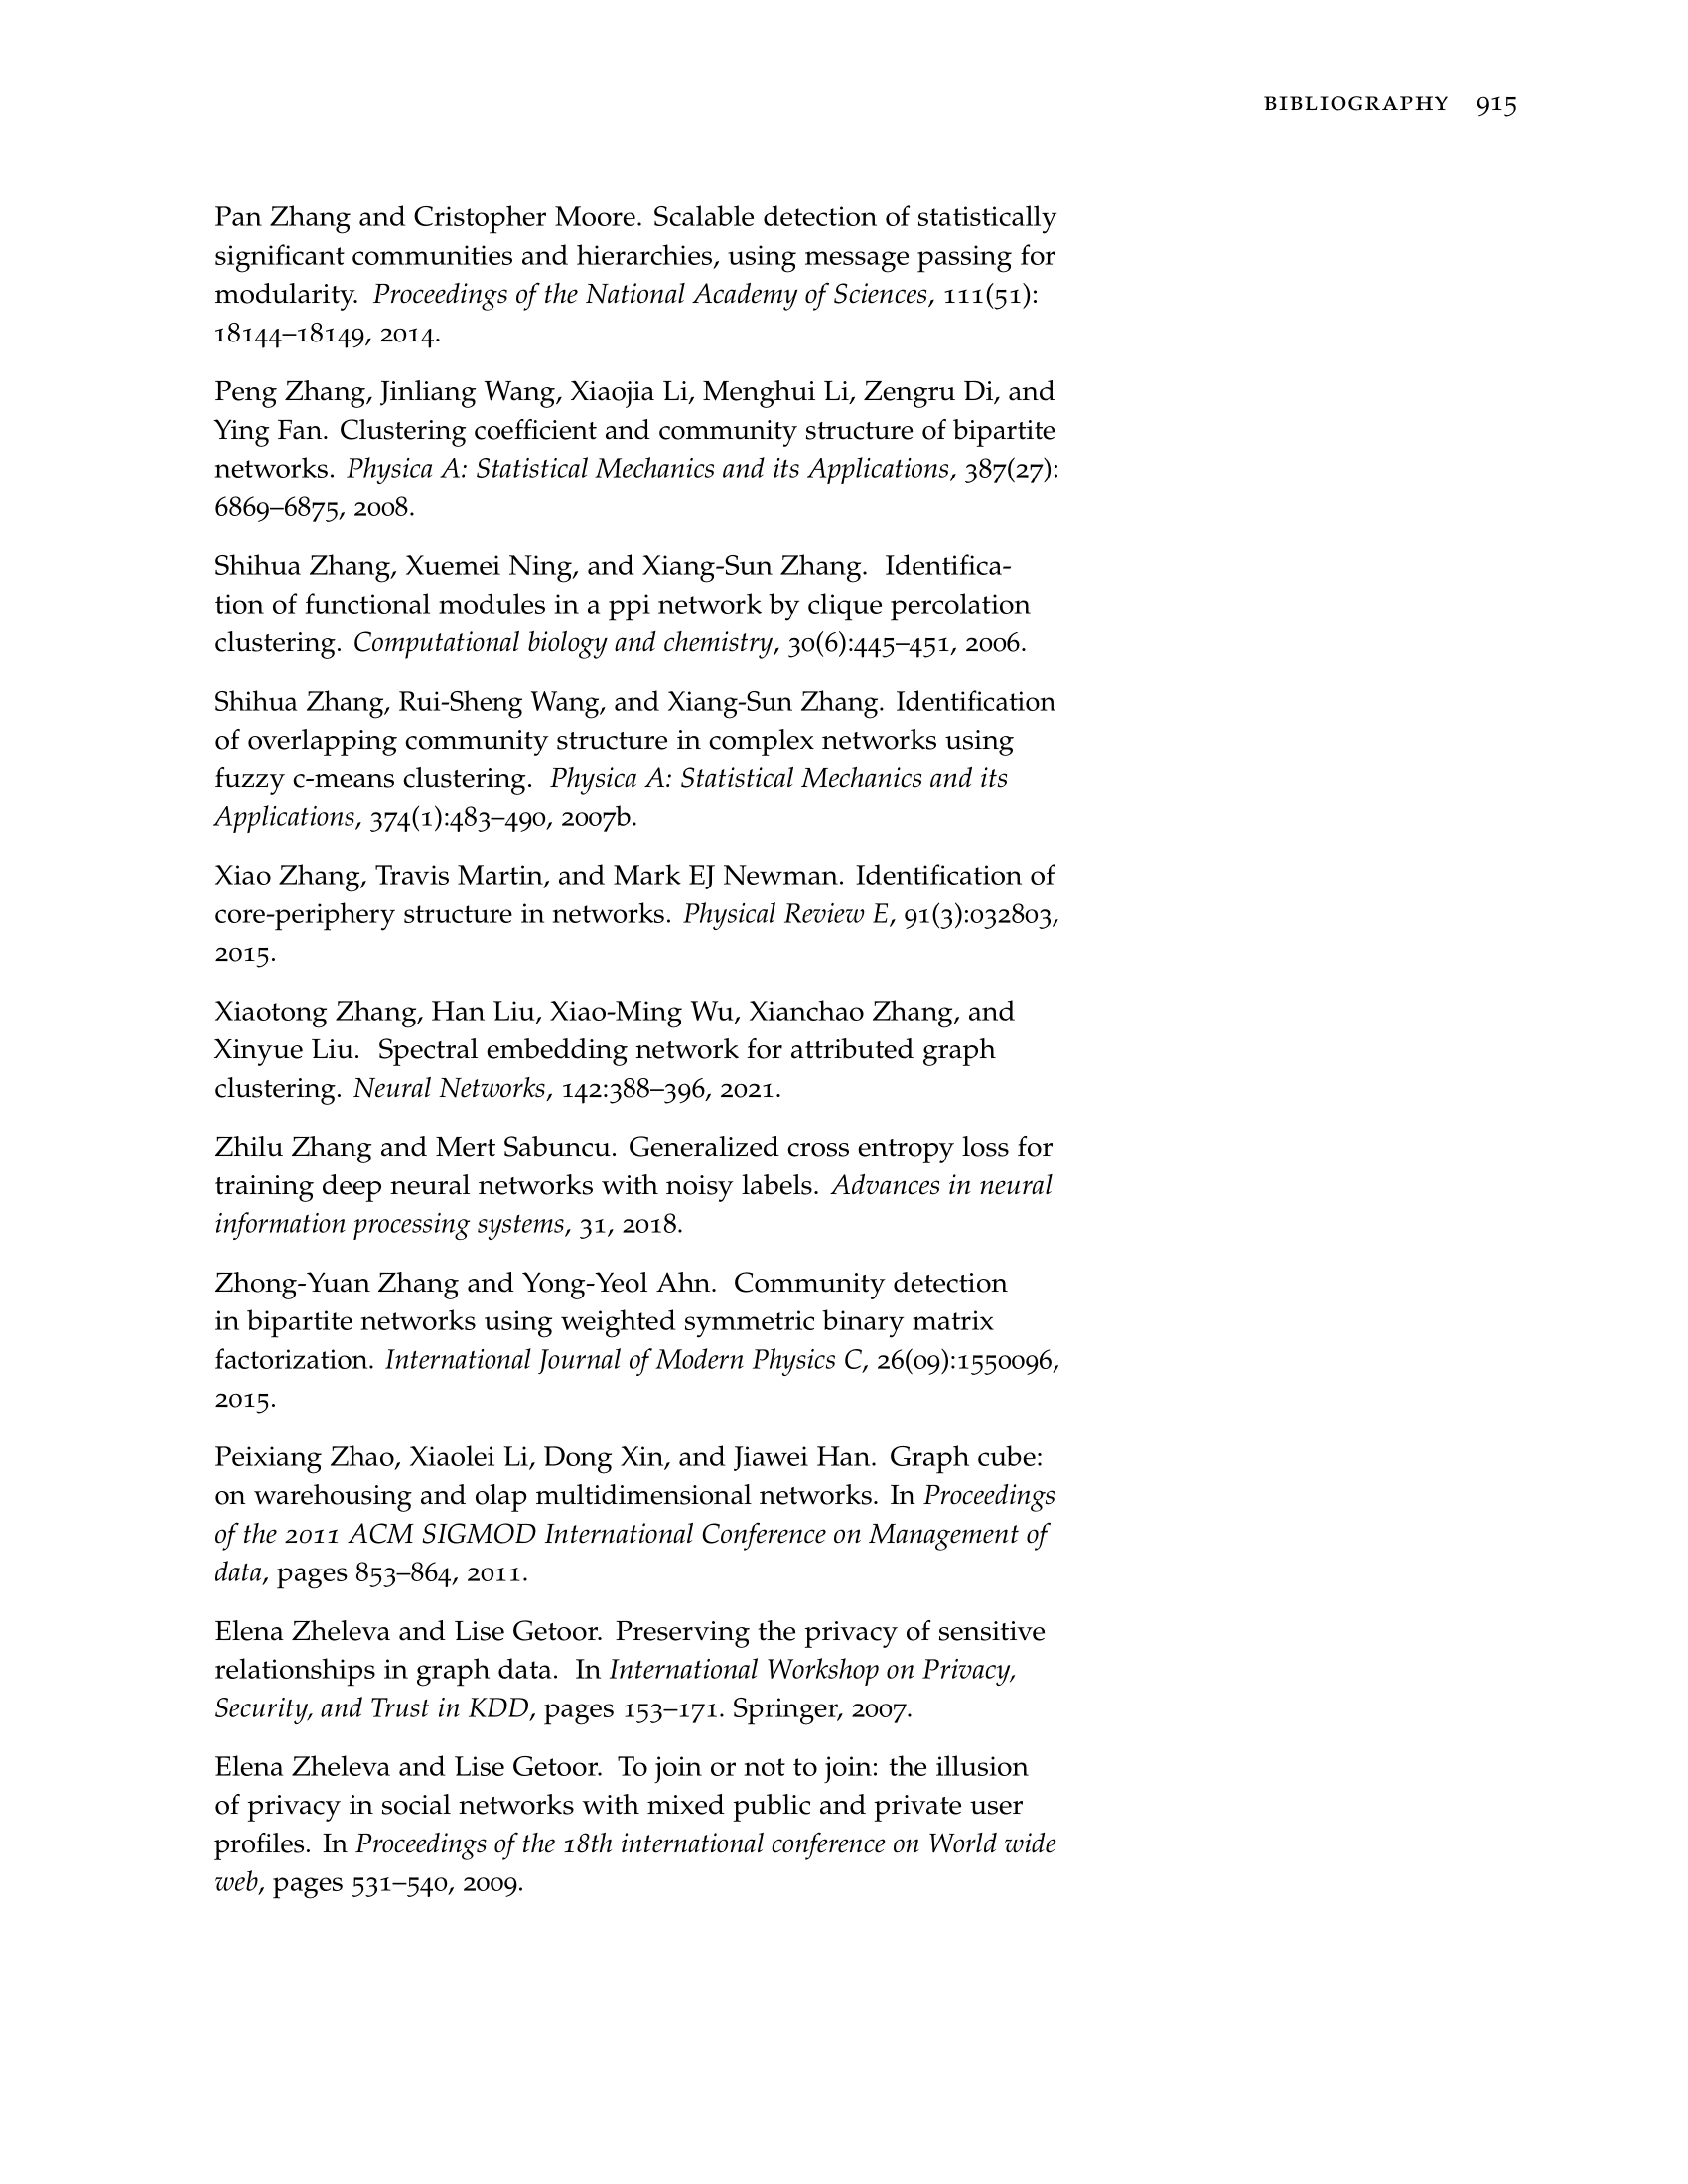 BIBLIOGRAPHY 915
Pan Zhang and Cristopher Moore. Scalable detection of statistically
significant communities and hierarchies, using message passing for
modularity. Proceedings of the National Academy of Sciences, 111(51):
18144–18149, 2014.
Peng Zhang, Jinliang Wang, Xiaojia Li, Menghui Li, Zengru Di, and
Ying Fan. Clustering coefficient and community structure of bipartite
networks. Physica A: Statistical Mechanics and its Applications, 387(27):
6869–6875, 2008.
Shihua Zhang, Xuemei Ning, and Xiang-Sun Zhang. Identifica-
tion of functional modules in a ppi network by clique percolation
clustering. Computational biology and chemistry, 30(6):445–451, 2006.
Shihua Zhang, Rui-Sheng Wang, and Xiang-Sun Zhang. Identification
of overlapping community structure in complex networks using
fuzzy c-means clustering. Physica A: Statistical Mechanics and its
Applications, 374(1):483–490, 2007b.
Xiao Zhang, Travis Martin, and Mark EJ Newman. Identification of
core-periphery structure in networks. Physical Review E, 91(3):032803,
2015.
Xiaotong Zhang, Han Liu, Xiao-Ming Wu, Xianchao Zhang, and
Xinyue Liu. Spectral embedding network for attributed graph
clustering. Neural Networks, 142:388–396, 2021.
Zhilu Zhang and Mert Sabuncu. Generalized cross entropy loss for
training deep neural networks with noisy labels. Advances in neural
information processing systems, 31, 2018.
Zhong-Yuan Zhang and Yong-Yeol Ahn. Community detection
in bipartite networks using weighted symmetric binary matrix
factorization. International Journal of Modern Physics C, 26(09):1550096,
2015.
Peixiang Zhao, Xiaolei Li, Dong Xin, and Jiawei Han. Graph cube:
on warehousing and olap multidimensional networks. In Proceedings
of the 2011 ACM SIGMOD International Conference on Management of
data, pages 853–864, 2011.
Elena Zheleva and Lise Getoor. Preserving the privacy of sensitive
relationships in graph data. In International Workshop on Privacy,
Security, and Trust in KDD, pages 153–171. Springer, 2007.
Elena Zheleva and Lise Getoor. To join or not to join: the illusion
of privacy in social networks with mixed public and private user
profiles. In Proceedings of the 18th international conference on World wide
web, pages 531–540, 2009.